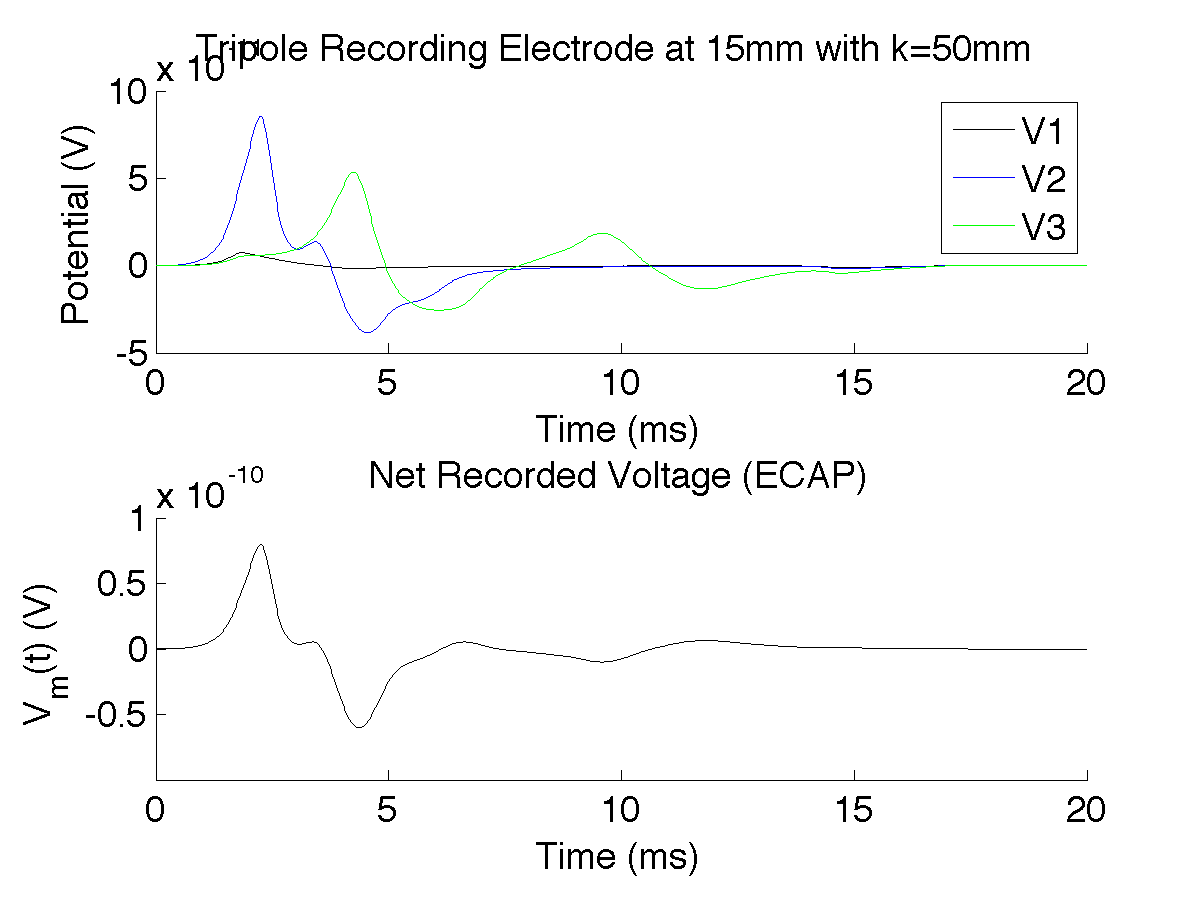 Tripole Recording Electrode at 15mm with k=50mm
x 10
10
5
0
-5
Potential (V)
V1
V2
V3
0 5 10 15 20
Time (ms)
Net Recorded Voltage (ECAP)
x 10^-10
1
0.5
0
-0.5
V_m(t) (V)
0 5 10 15 20
Time (ms)